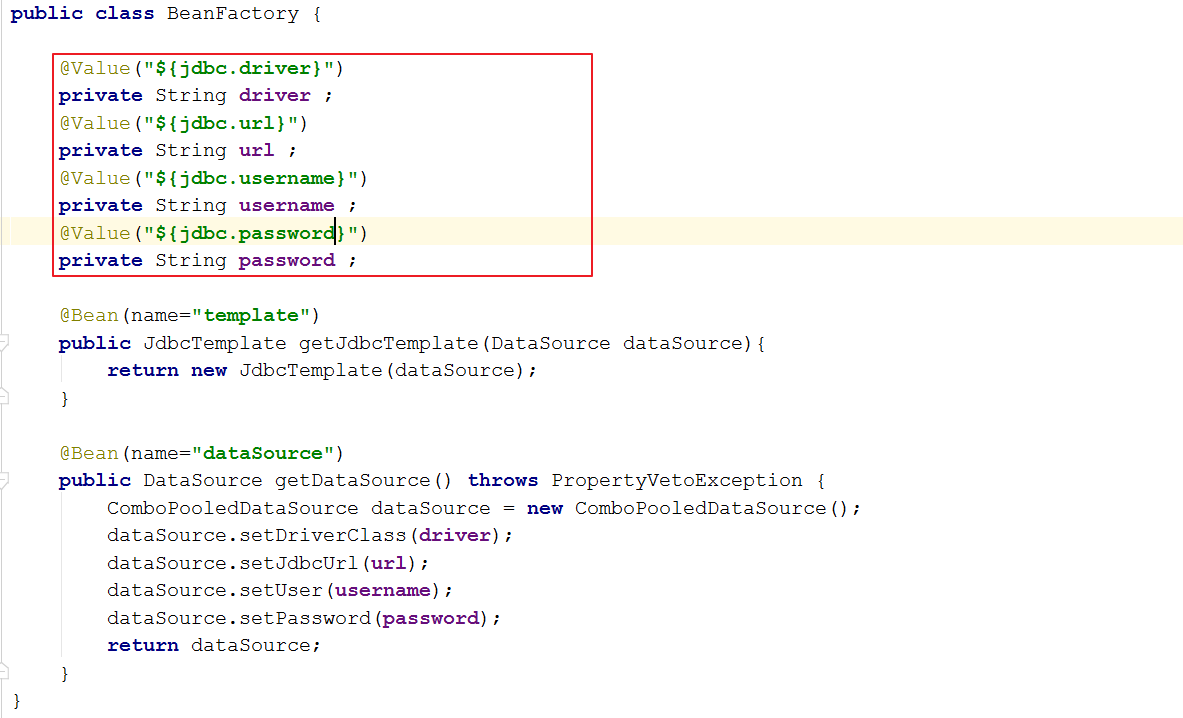 public class BeanFactory {
@Value("${jdbc.driver}")
private String driver ;
@Value("${jdbc.url}")
private String url ;
@Value("${jdbc.username}")
private String username ;
@Value("${jdbc.password}")
private String password ;
@Bean(name="template")
public JdbcTemplate getJdbcTemplate(DataSource dataSource){
return new JdbcTemplate(dataSource);
}
@Bean(name="dataSource")
public DataSource getDataSource() throws PropertyVetoException {
ComboPooledDataSource dataSource = new ComboPooledDataSource();
dataSource.setDriverClass(driver);
dataSource.setJdbcUrl(url);
dataSource.setUser(username);
dataSource.setPassword(password);
return dataSource;
}
}